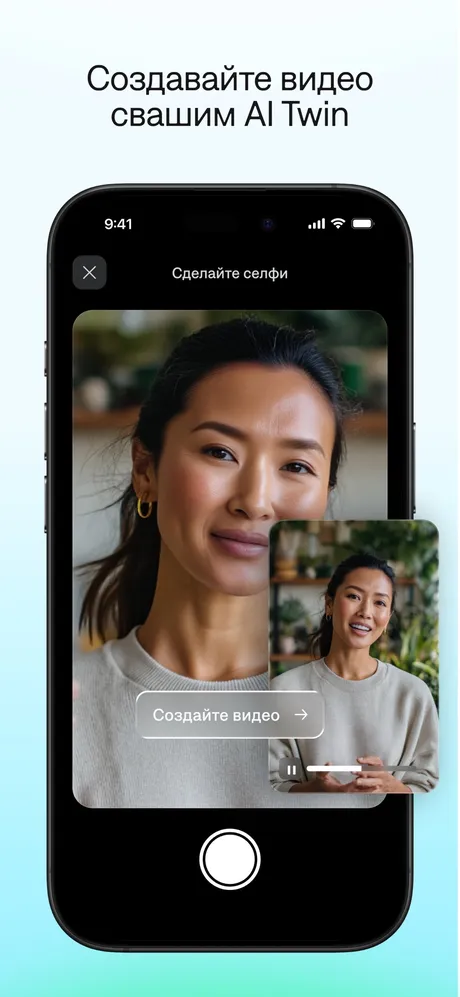 Создавайте видео
свашим AI Twin
9:41
Сделайте селфи
Создайте видео